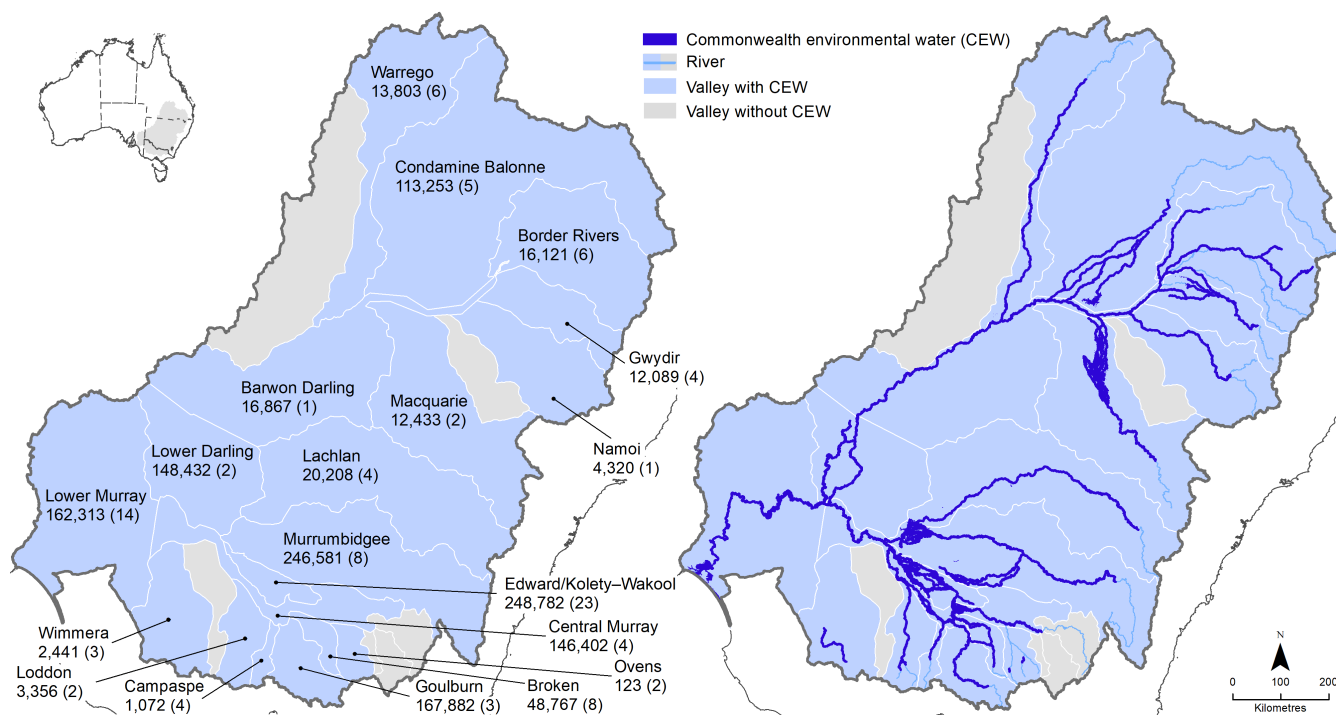 Commonwealth environmental water (CEW)
River
Valley with CEW
Valley without CEW
Warrego
13,803 (6)
Condamine Balonne
113,253 (5)
Border Rivers
16,121 (6)
Gwydir
12,089 (4)
Barwon Darling
16,867 (1)
Macquarie
12,433 (2)
Namoi
4,320 (1)
Lower Darling
148,432 (2)
Lachlan
20,208 (4)
Lower Murray
162,313 (14)
Murrumbidgee
246,581 (8)
Edward/Kolety–Wakool
248,782 (23)
Central Murray
146,402 (4)
Wimmera
2,441 (3)
Ovens
123 (2)
Loddon
3,356 (2)
Campaspe
1,072 (4)
Goulburn
167,882 (3)
Broken
48,767 (8)
N
0 100 200
Kilometres